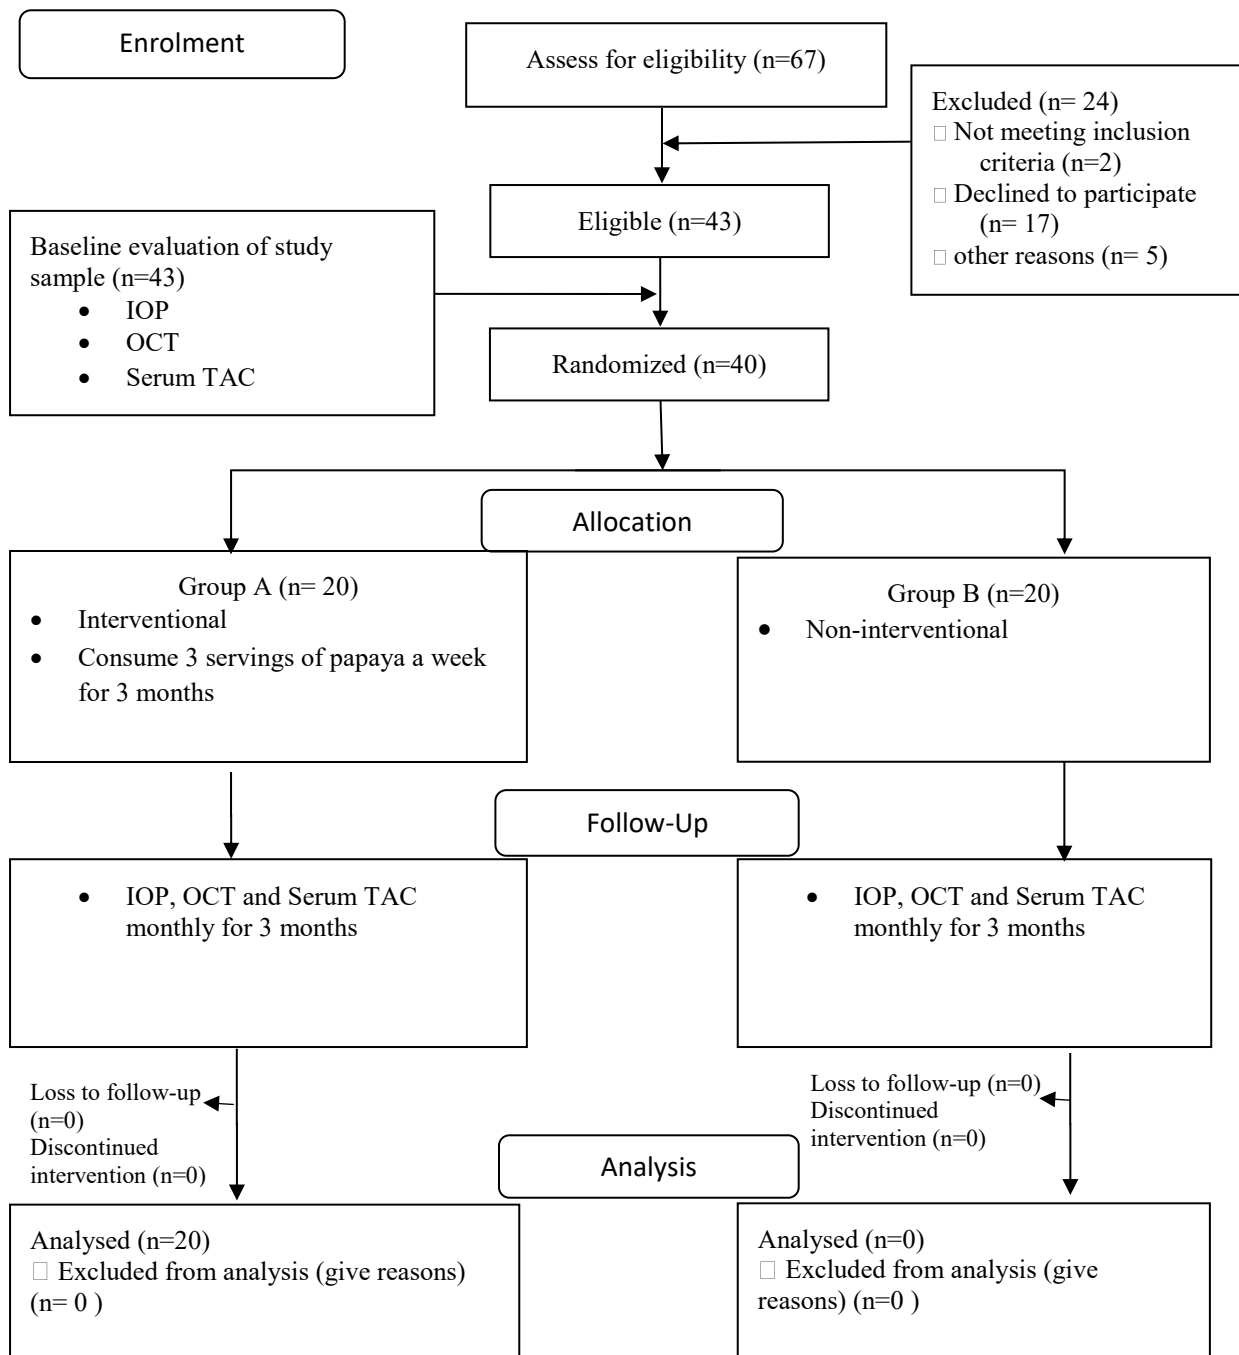 Enrolment
Assess for eligibility (n=67)
Excluded (n= 24)
□ Not meeting inclusion
criteria (n=2)
□ Declined to participate
(n= 17)
□ other reasons (n= 5)
Eligible (n=43)
Baseline evaluation of study
sample (n=43)
• IOP
• OCT
• Serum TAC
Randomized (n=40)
Allocation
Group A (n= 20)
• Interventional
• Consume 3 servings of papaya a week
for 3 months
Group B (n=20)
• Non-interventional
Follow-Up
• IOP, OCT and Serum TAC
monthly for 3 months
• IOP, OCT and Serum TAC
monthly for 3 months
Loss to follow-up
(n=0)
Discontinued
intervention (n=0)
Loss to follow-up (n=0)
Discontinued
intervention (n=0)
Analysis
Analysed (n=20)
□ Excluded from analysis (give reasons)
(n= 0 )
Analysed (n=0)
□ Excluded from analysis (give
reasons) (n=0 )